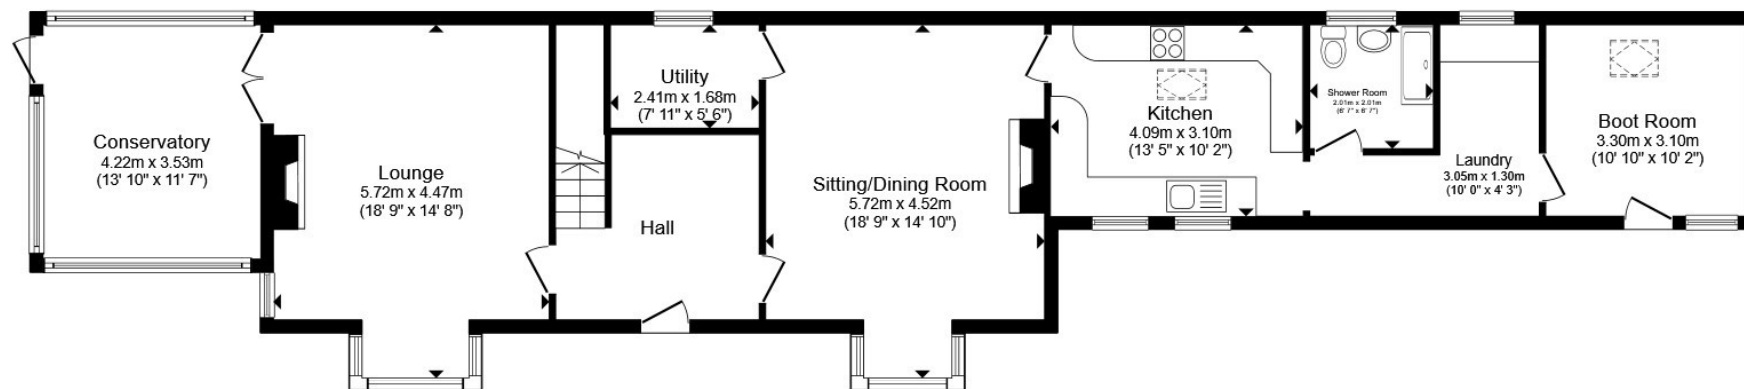 Conservatory
4.22m x 3.53m
(13' 10" x 11' 7")
Lounge
5.72m x 4.47m
(18' 9" x 14' 8")
Utility
2.41m x 1.68m
(7' 11" x 5' 6")
Hall
Sitting/Dining Room
5.72m x 4.52m
(18' 9" x 14' 10")
Kitchen
4.09m x 3.10m
(13' 5" x 10' 2")
Shower Room
2.01m x 2.01m
(6' 7" x 6' 7")
Laundry
3.05m x 1.30m
(10' 0" x 4' 3")
Boot Room
3.30m x 3.10m
(10' 10" x 10' 2")